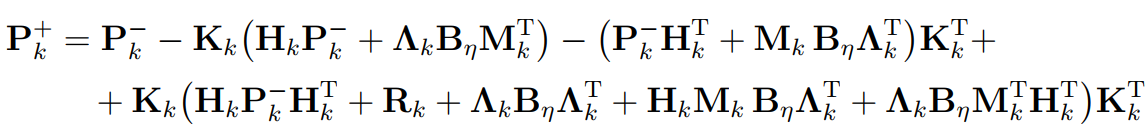 P_k^+ = P_k^- − K_k(H_k P_k^- + Λ_k B_η M_k^T) − (P_k^- H_k^T + M_k B_η Λ_k^T)K_k^T +
+ K_k(H_k P_k^- H_k^T + R_k + Λ_k B_η Λ_k^T + H_k M_k B_η Λ_k^T + Λ_k B_η M_k^T H_k^T)K_k^T